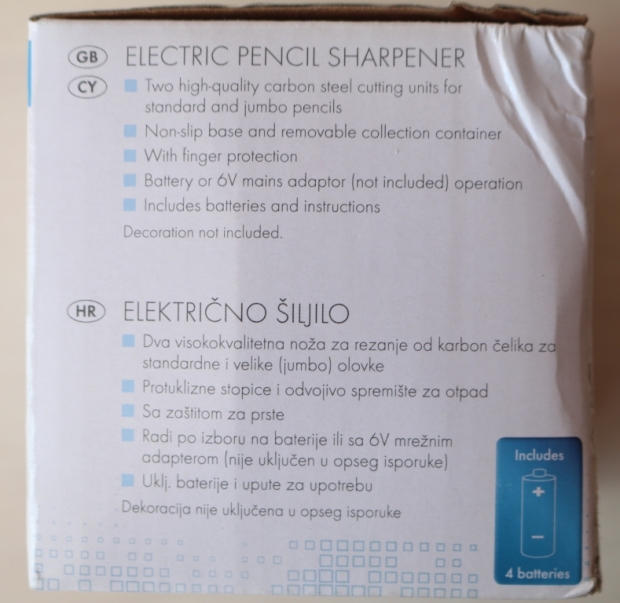 GB ELECTRIC PENCIL SHARPENER
CY
Two high-quality carbon steel cutting units for
standard and jumbo pencils
Non-slip base and removable collection container
With finger protection
Battery or 6V mains adaptor (not included) operation
Includes batteries and instructions
Decoration not included.
HR ELEKTRIČNO ŠILJILO
Dva visokokvalitetna noža za rezanje od karbon čelika za
standardne i velike (jumbo) olovke
Protuklizne stopice i odvojivo spremište za otpad
Sa zaštitom za prste
Radi po izboru na baterije ili sa 6V mrežnim
adapterom (nije uključen u opseg isporuke)
Uklj. baterije i upute za upotrebu
Dekoracija nije uključena u opseg isporuke
Includes
+
−
4 batteries